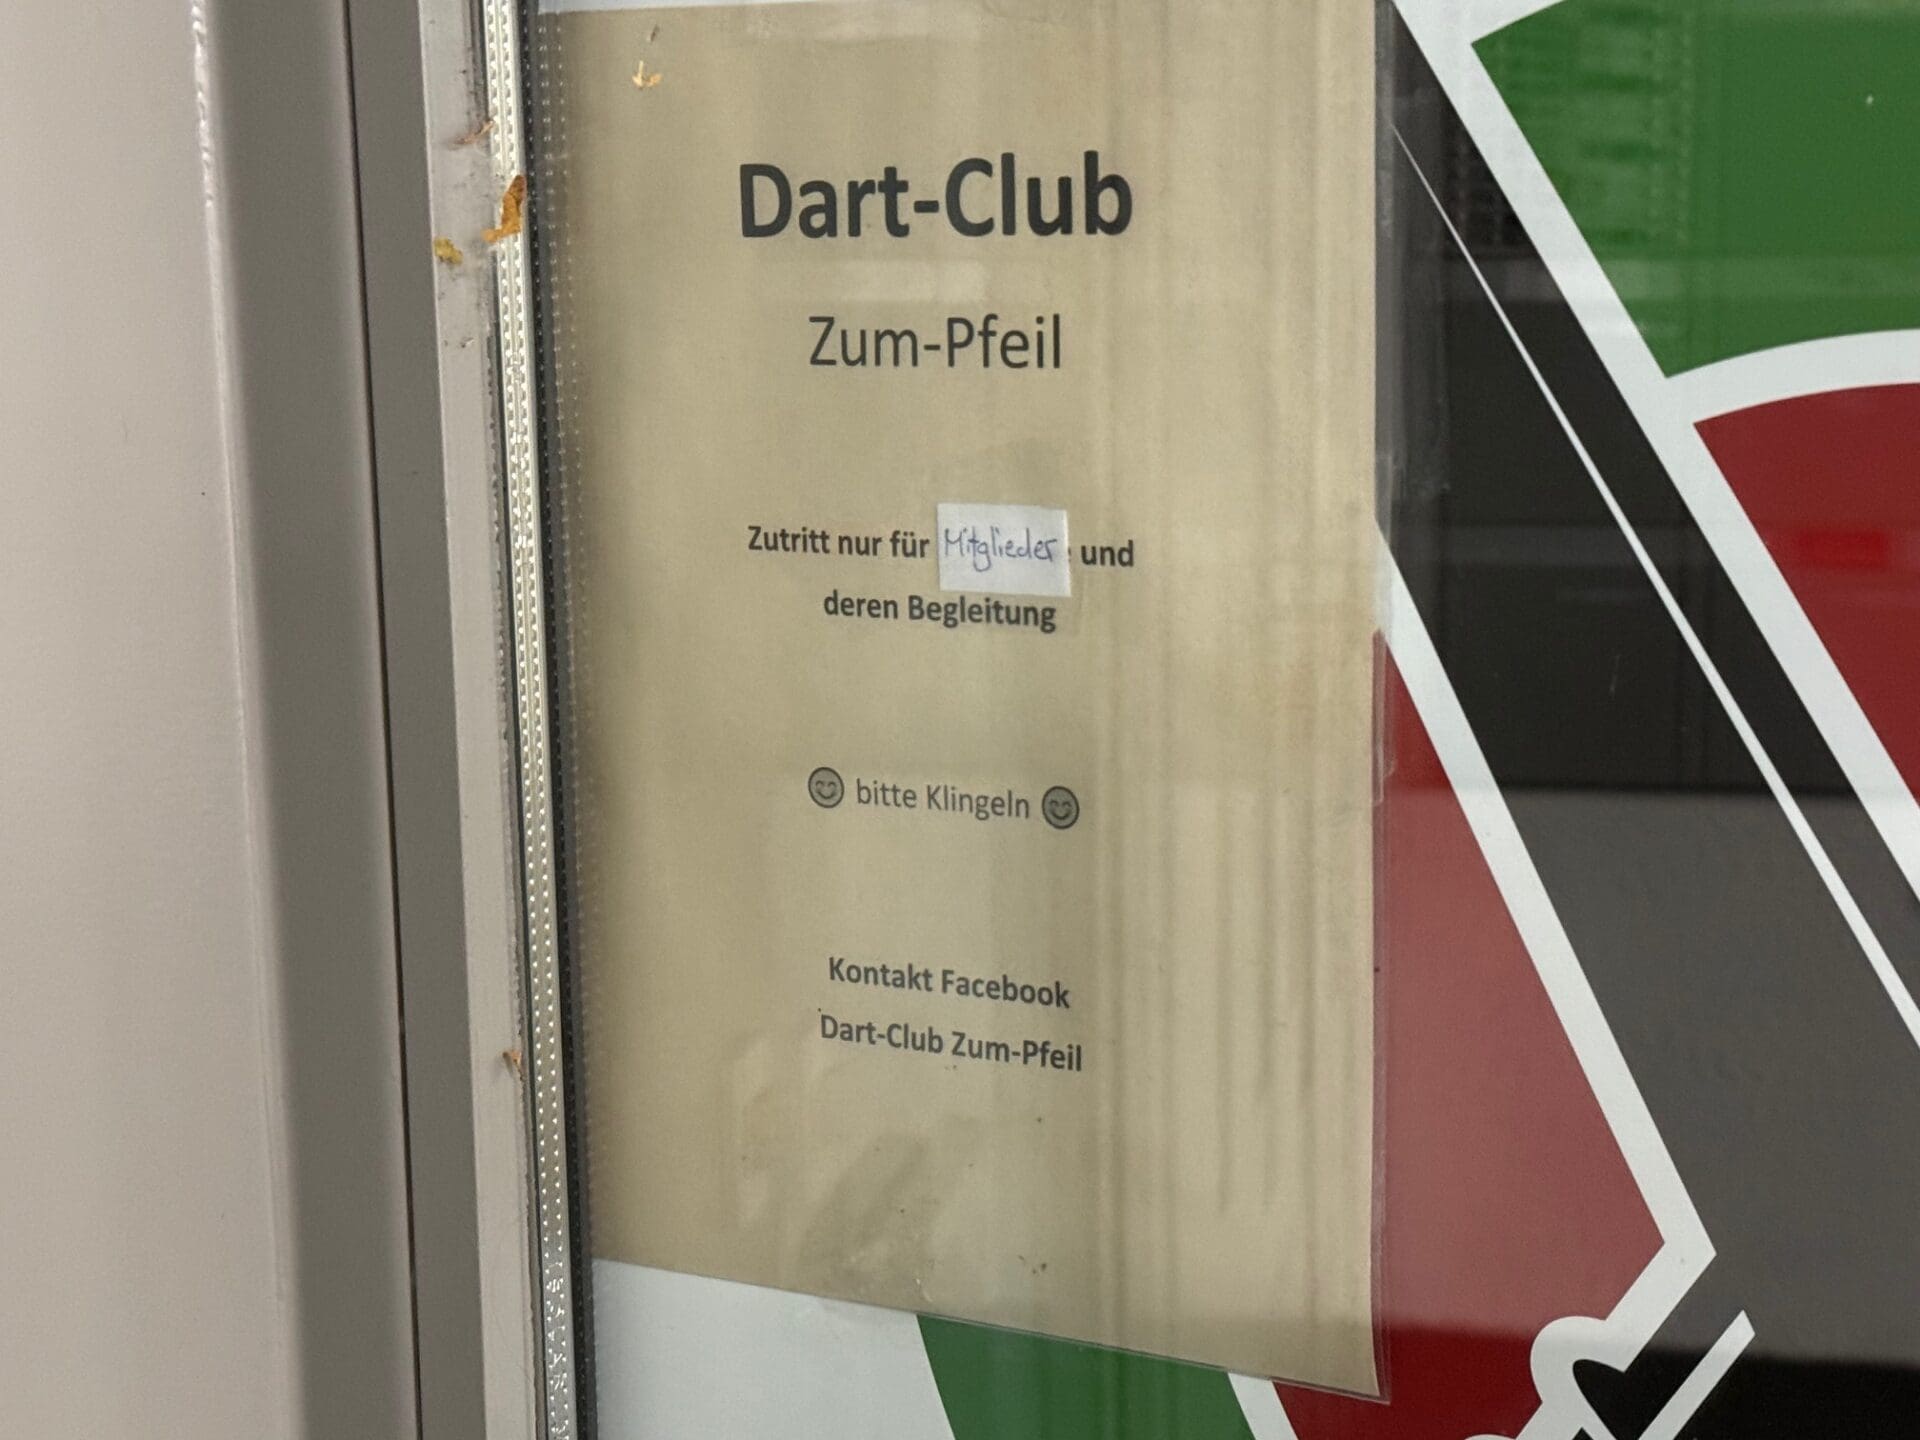 Dart-Club
Zum-Pfeil
Zutritt nur für Mitglieder und
deren Begleitung
😊 bitte Klingeln 😊
Kontakt Facebook
Dart-Club Zum-Pfeil